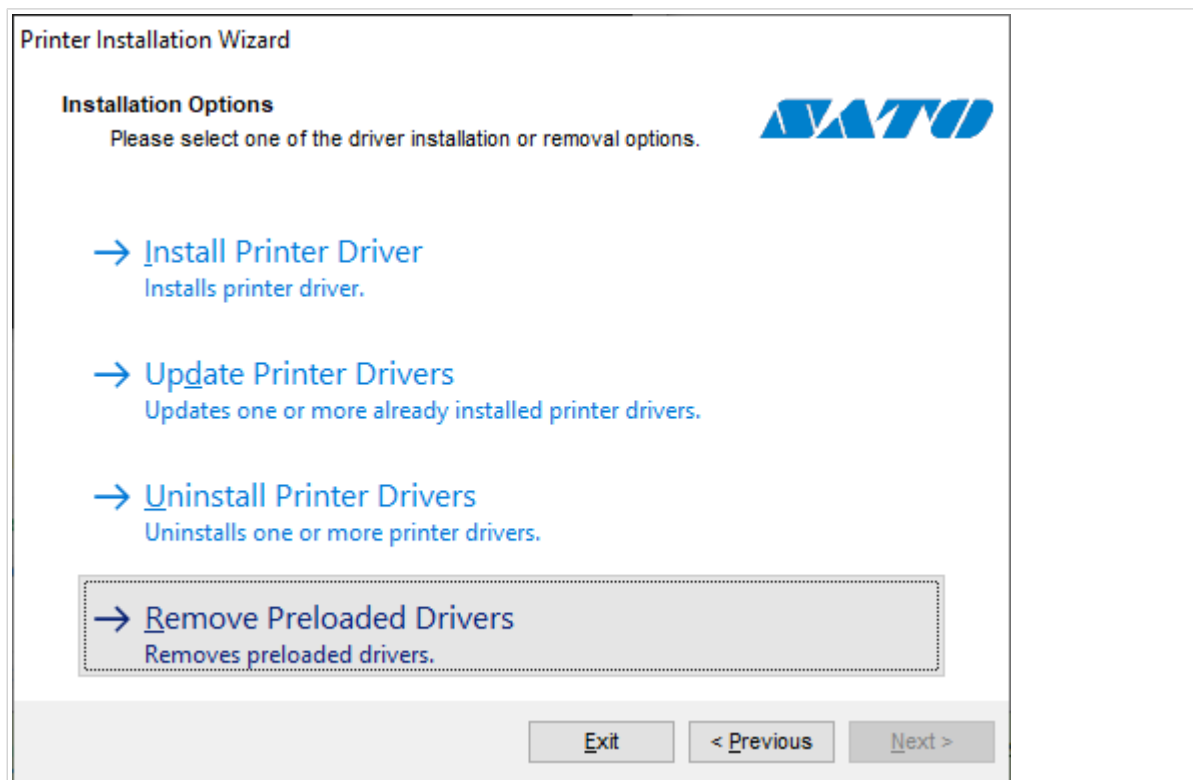 Printer Installation Wizard
Installation Options
Please select one of the driver installation or removal options.
SATO
Install Printer Driver
Installs printer driver.
Update Printer Drivers
Updates one or more already installed printer drivers.
Uninstall Printer Drivers
Uninstalls one or more printer drivers.
Remove Preloaded Drivers
Removes preloaded drivers.
Exit
< Previous
Next >